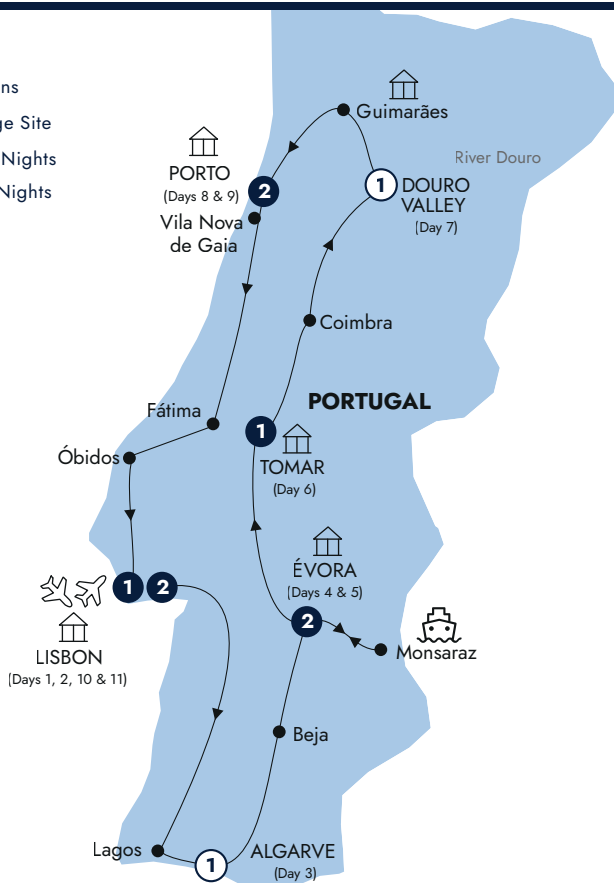 ns
ge Site
Nights
Nights
Guimarães
River Douro
PORTO
(Days 8 & 9)
2
Vila Nova
de Gaia
1
DOURO
VALLEY
(Day 7)
Coimbra
PORTUGAL
Fátima
1
TOMAR
(Day 6)
Óbidos
ÉVORA
(Days 4 & 5)
2
1
2
LISBON
(Days 1, 2, 10 & 11)
Monsaraz
Beja
Lagos
1
ALGARVE
(Day 3)